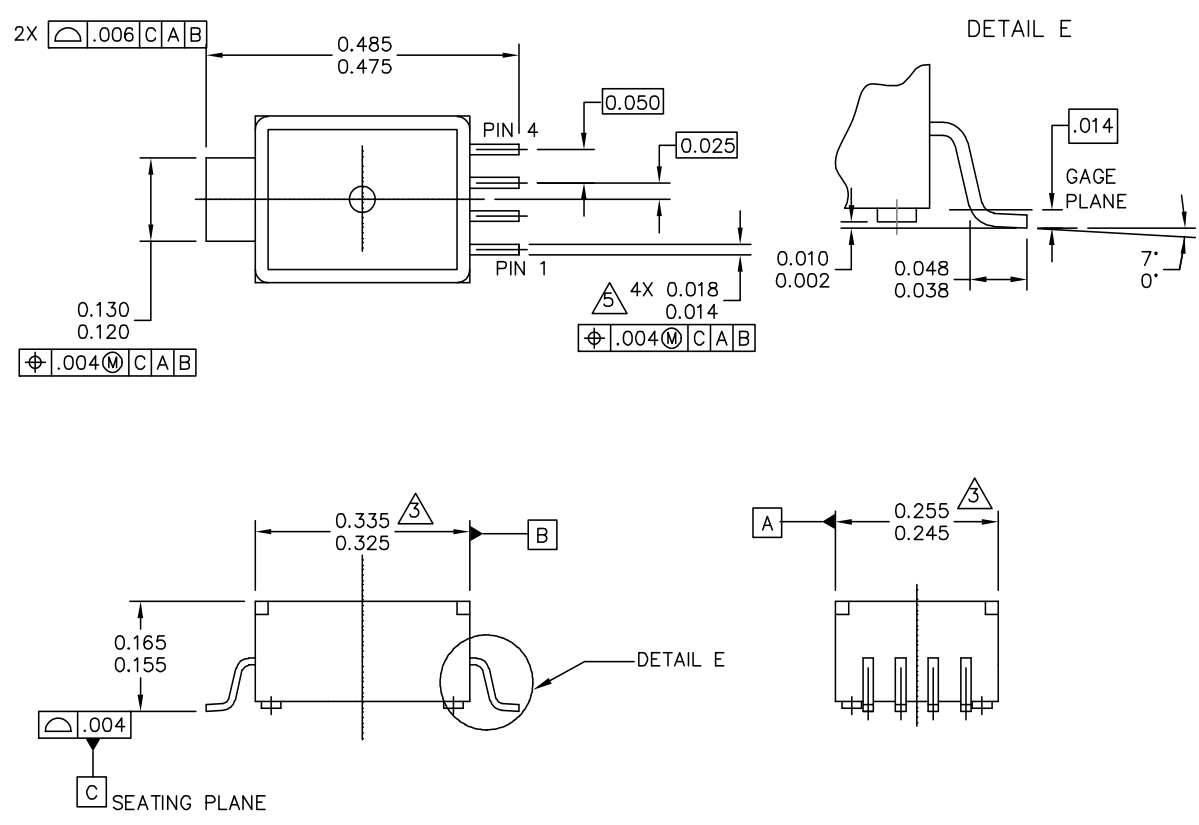 2X .006 C A B
0.485
0.475
DETAIL E
0.050
PIN 4
0.025
.014
GAGE
PLANE
PIN 1
0.010
0.002
0.048
0.038
7°
0°
5 4X 0.018
0.014
.004 Ⓜ C A B
0.130
0.120
.004 Ⓜ C A B
0.335
0.325
3
B
A
0.255
0.245
3
0.165
0.155
DETAIL E
.004
C SEATING PLANE